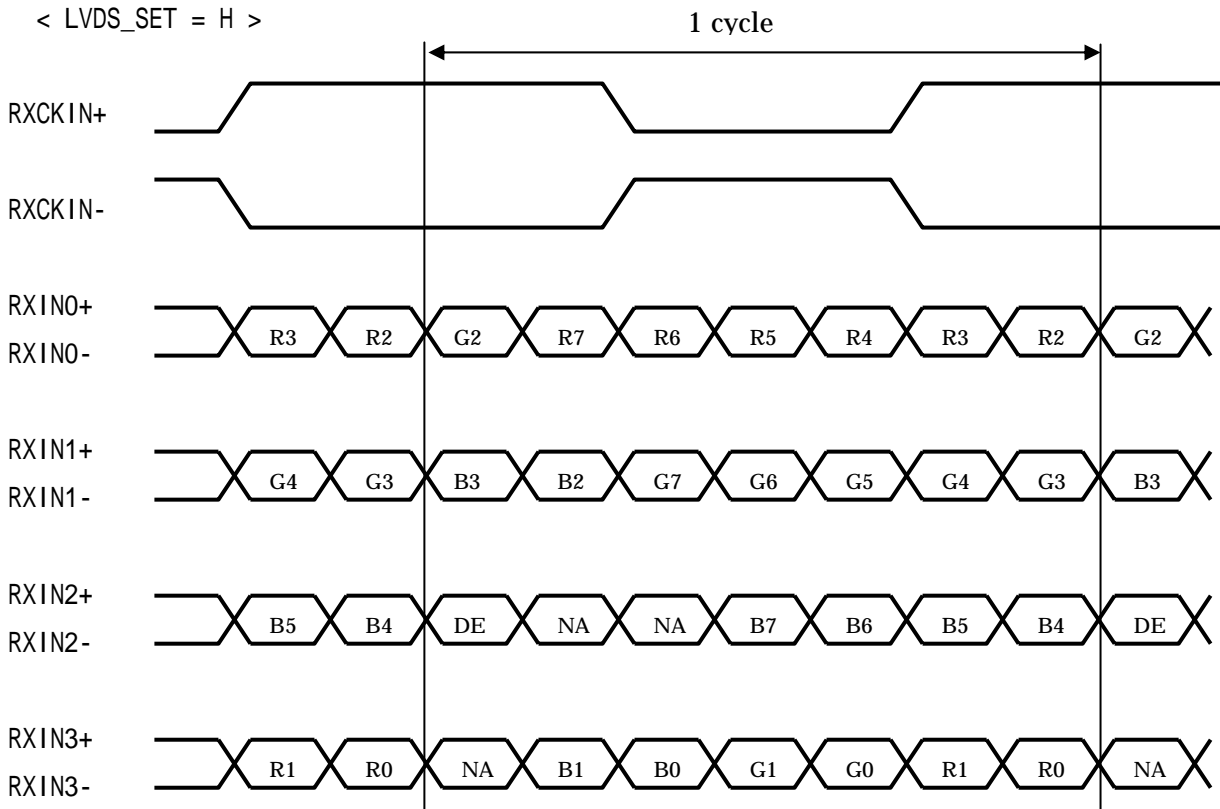 < LVDS_SET = H >
1 cycle
RXCKIN+
RXCKIN-
RXIN0+
R3 R2 G2 R7 R6 R5 R4 R3 R2 G2
RXIN0-
RXIN1+
G4 G3 B3 B2 G7 G6 G5 G4 G3 B3
RXIN1-
RXIN2+
B5 B4 DE NA NA B7 B6 B5 B4 DE
RXIN2-
RXIN3+
R1 R0 NA B1 B0 G1 G0 R1 R0 NA
RXIN3-